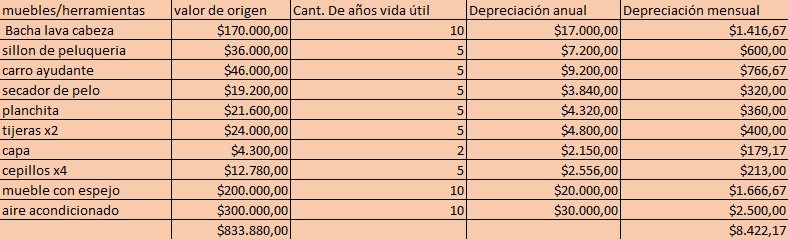 muebles/herramientas valor de origen Cant. De años vida útil Depreciación anual Depreciación mensual
Bacha lava cabeza $170.000,00 10 $17.000,00 $1.416,67
sillon de peluqueria $36.000,00 5 $7.200,00 $600,00
carro ayudante $46.000,00 5 $9.200,00 $766,67
secador de pelo $19.200,00 5 $3.840,00 $320,00
planchita $21.600,00 5 $4.320,00 $360,00
tijeras x2 $24.000,00 5 $4.800,00 $400,00
capa $4.300,00 2 $2.150,00 $179,17
cepillos x4 $12.780,00 5 $2.556,00 $213,00
mueble con espejo $200.000,00 10 $20.000,00 $1.666,67
aire acondicionado $300.000,00 10 $30.000,00 $2.500,00
$833.880,00 $8.422,17